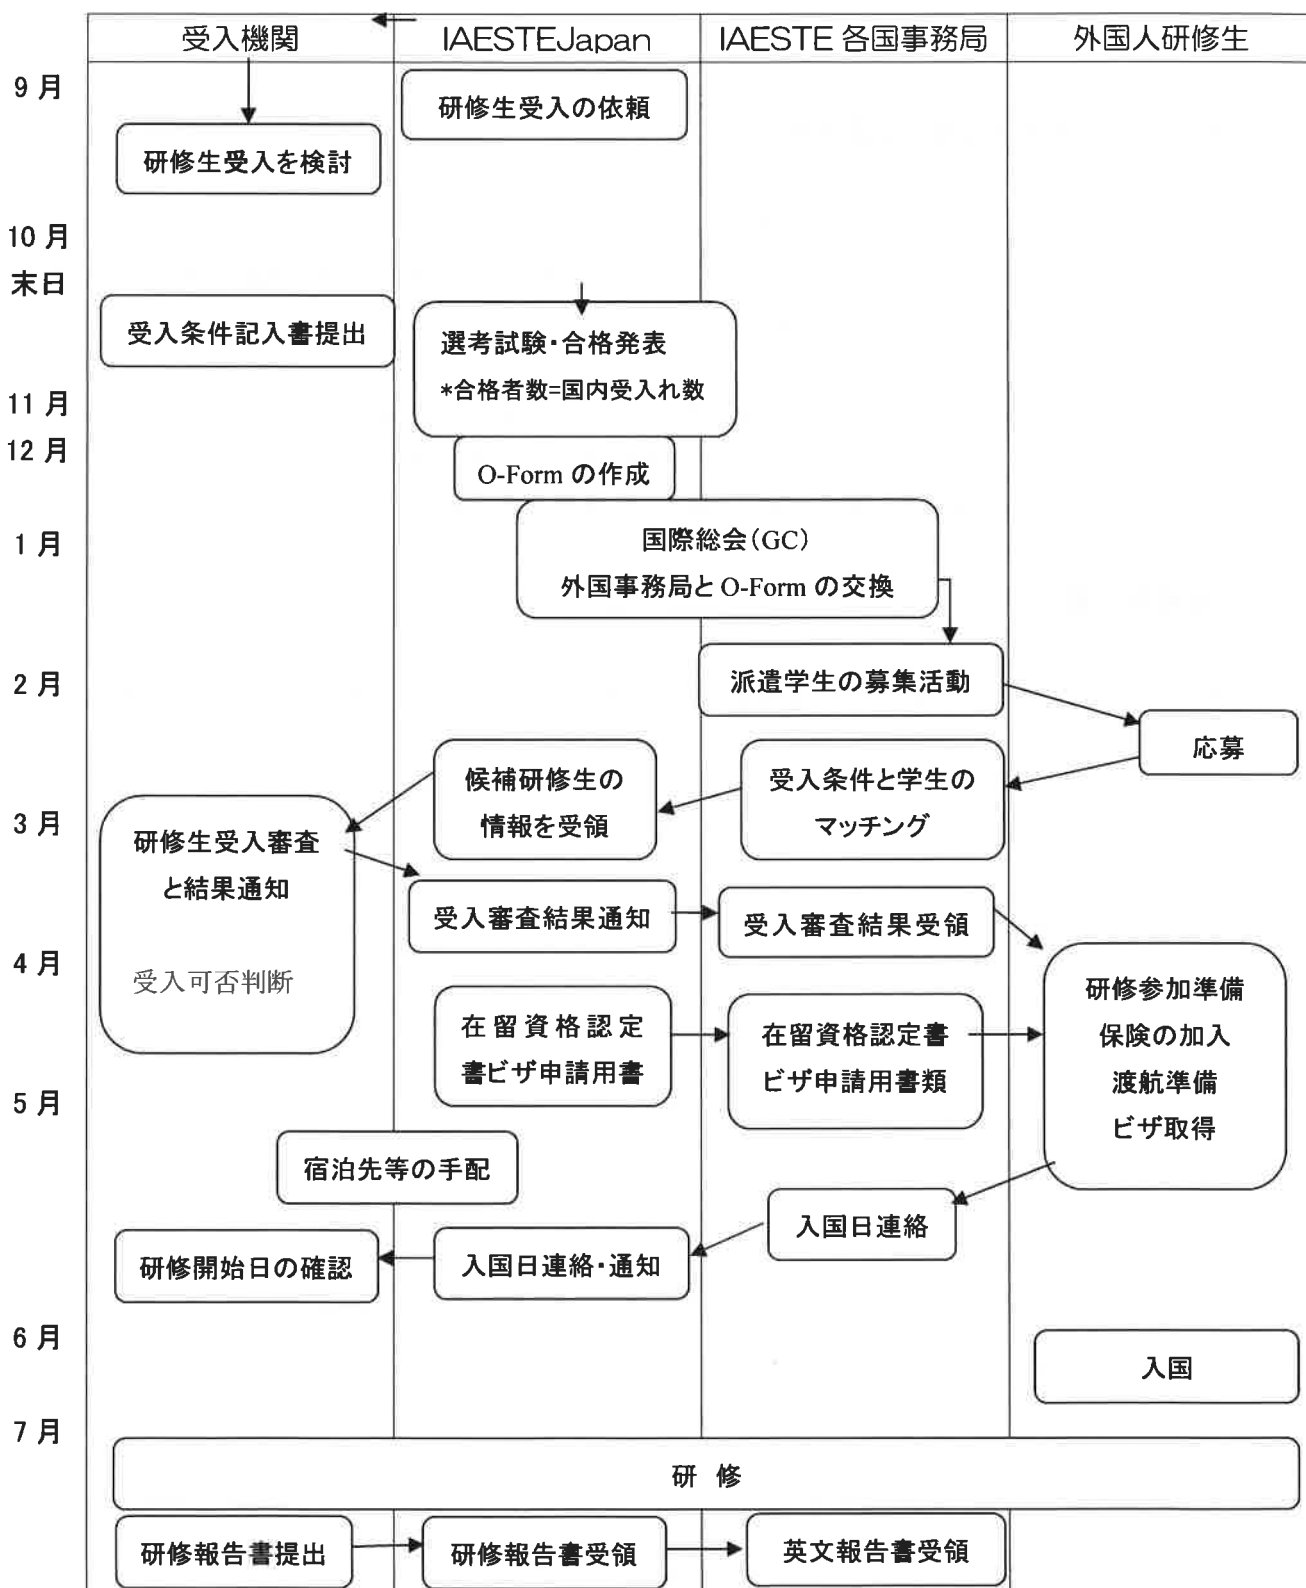 受入機関
IAESTEJapan
IAESTE 各国事務局
外国人研修生
9 月
研修生受入の依頼
研修生受入を検討
10 月
末日
受入条件記入書提出
選考試験・合格発表
*合格者数=国内受入れ数
11 月
12 月
O-Form の作成
1 月
国際総会(GC)
外国事務局と O-Form の交換
2 月
派遣学生の募集活動
応募
候補研修生の
情報を受領
受入条件と学生の
マッチング
3 月
研修生受入審査
と結果通知
受入審査結果通知
受入審査結果受領
4 月
受入可否判断
在留資格認定
書ビザ申請用書
在留資格認定書
ビザ申請用書類
研修参加準備
保険の加入
渡航準備
ビザ取得
5 月
宿泊先等の手配
入国日連絡
研修開始日の確認
入国日連絡・通知
6 月
入国
7 月
研 修
研修報告書提出
研修報告書受領
英文報告書受領